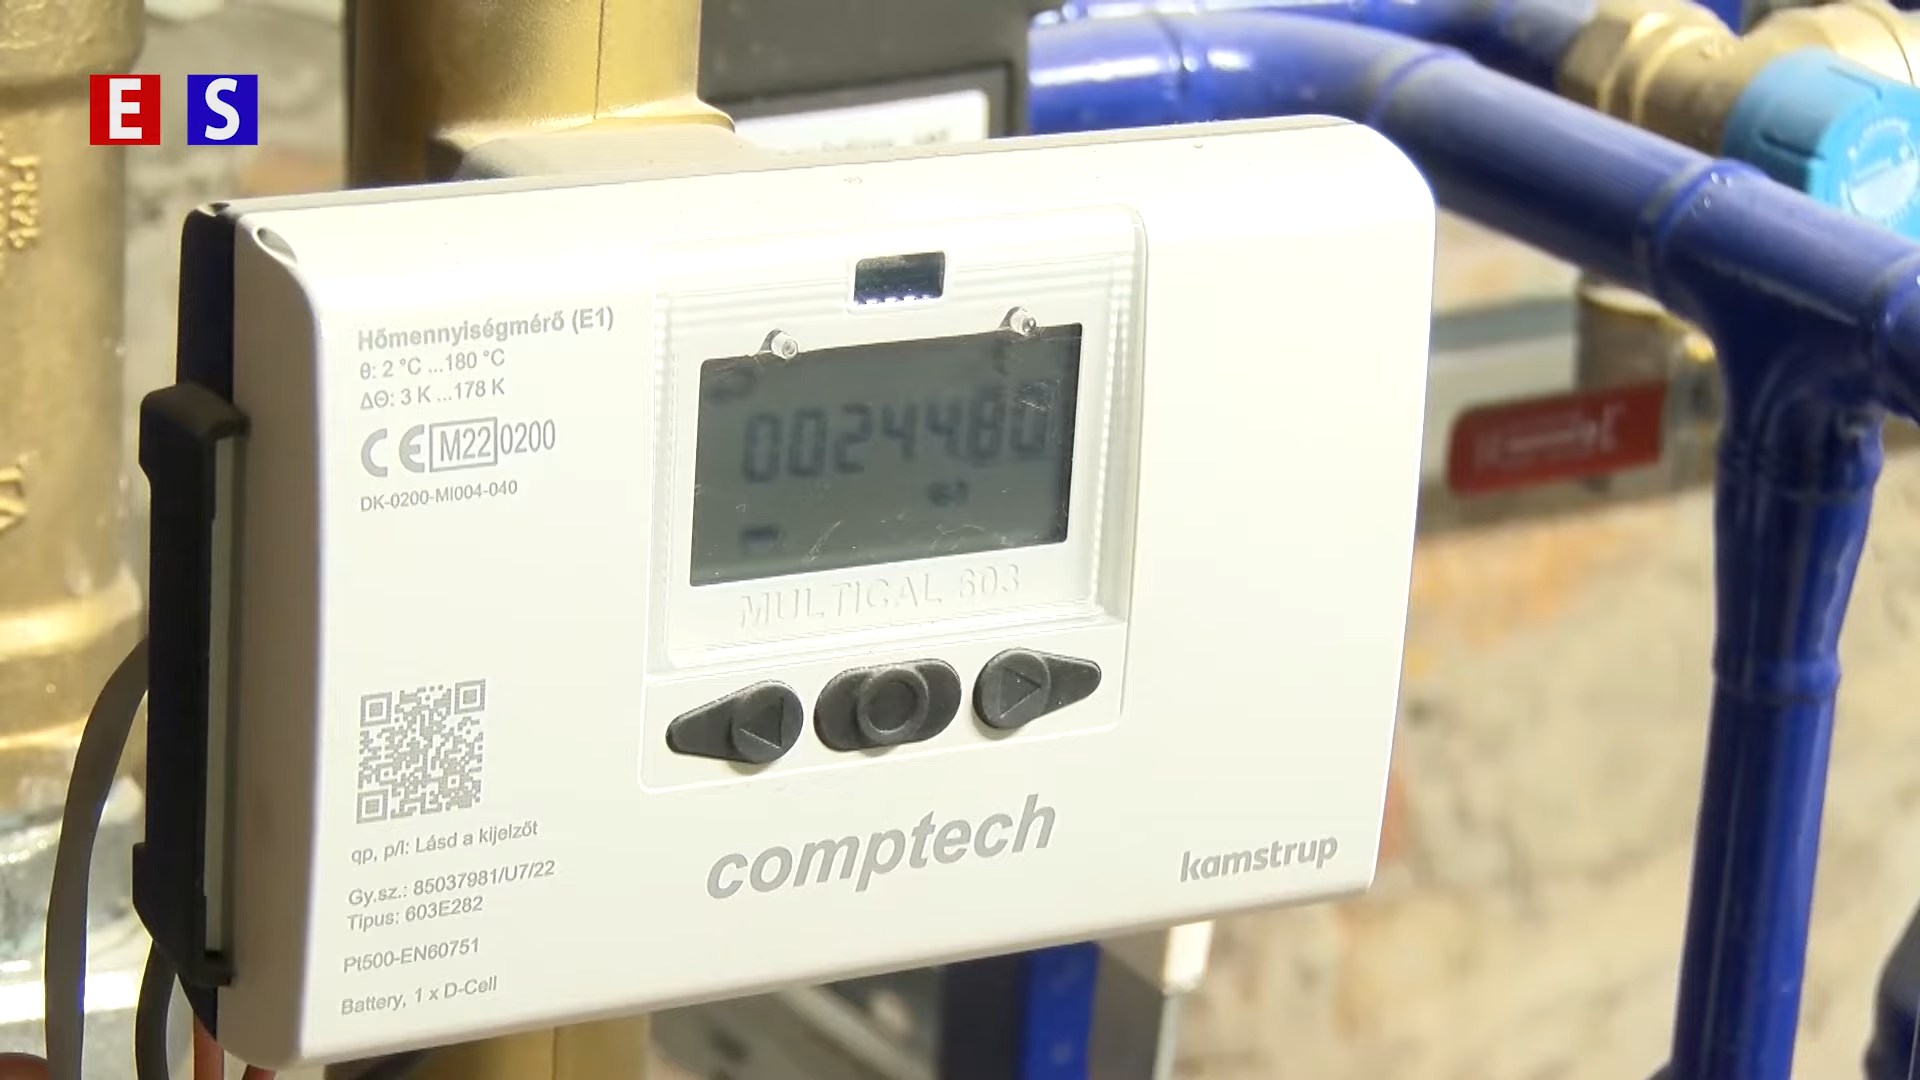 E S
Hőmennyiségmérő (E1)
θ: 2 °C ...180 °C
ΔΘ: 3 K ...178 K
CE M22 0200
DK-0200-MI004-040
0024480
MULTICAL 603
qp, p/l: Lásd a kijelzőt
Gy.sz.: 85037981/U7/22
Típus: 603E282
Pt500-EN60751
Battery, 1 x D-Cell
comptech
kamstrup